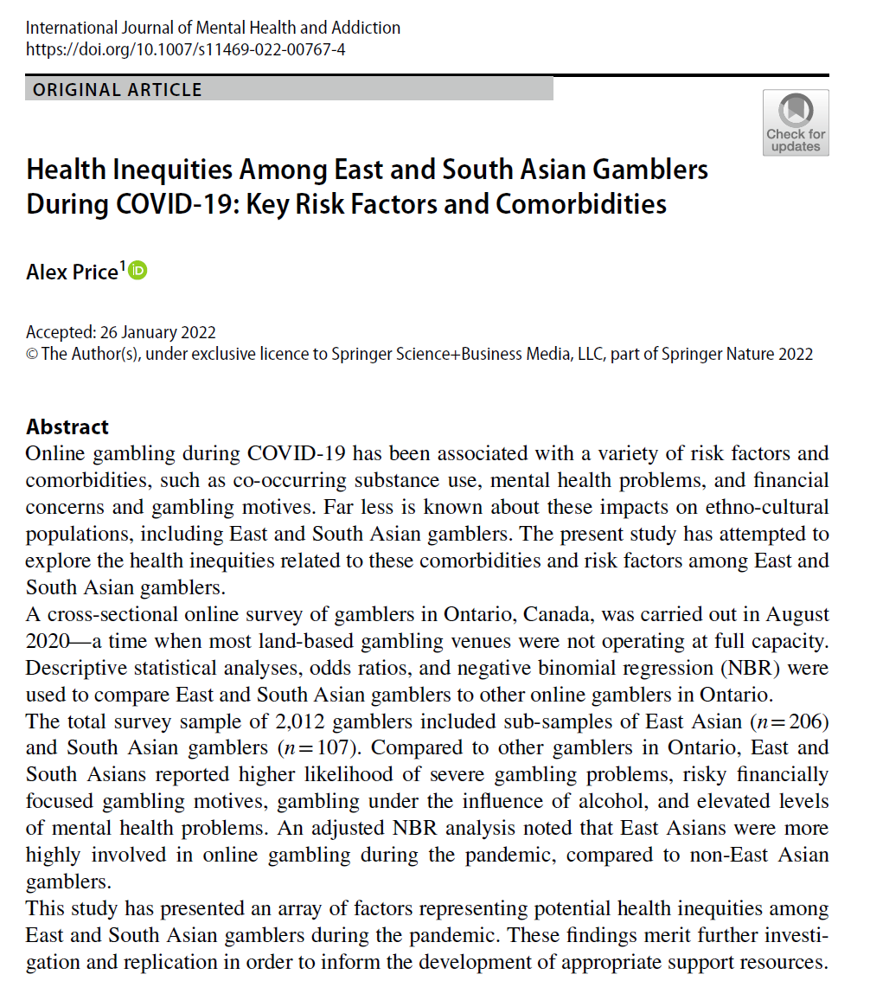 International Journal of Mental Health and Addiction
https://doi.org/10.1007/s11469-022-00767-4
ORIGINAL ARTICLE
Check for
updates
Health Inequities Among East and South Asian Gamblers
During COVID-19: Key Risk Factors and Comorbidities
Alex Price1 iD
Accepted: 26 January 2022
© The Author(s), under exclusive licence to Springer Science+Business Media, LLC, part of Springer Nature 2022
Abstract
Online gambling during COVID-19 has been associated with a variety of risk factors and
comorbidities, such as co-occurring substance use, mental health problems, and financial
concerns and gambling motives. Far less is known about these impacts on ethno-cultural
populations, including East and South Asian gamblers. The present study has attempted to
explore the health inequities related to these comorbidities and risk factors among East and
South Asian gamblers.
A cross-sectional online survey of gamblers in Ontario, Canada, was carried out in August
2020—a time when most land-based gambling venues were not operating at full capacity.
Descriptive statistical analyses, odds ratios, and negative binomial regression (NBR) were
used to compare East and South Asian gamblers to other online gamblers in Ontario.
The total survey sample of 2,012 gamblers included sub-samples of East Asian (n=206)
and South Asian gamblers (n=107). Compared to other gamblers in Ontario, East and
South Asians reported higher likelihood of severe gambling problems, risky financially
focused gambling motives, gambling under the influence of alcohol, and elevated levels
of mental health problems. An adjusted NBR analysis noted that East Asians were more
highly involved in online gambling during the pandemic, compared to non-East Asian
gamblers.
This study has presented an array of factors representing potential health inequities among
East and South Asian gamblers during the pandemic. These findings merit further investi-
gation and replication in order to inform the development of appropriate support resources.